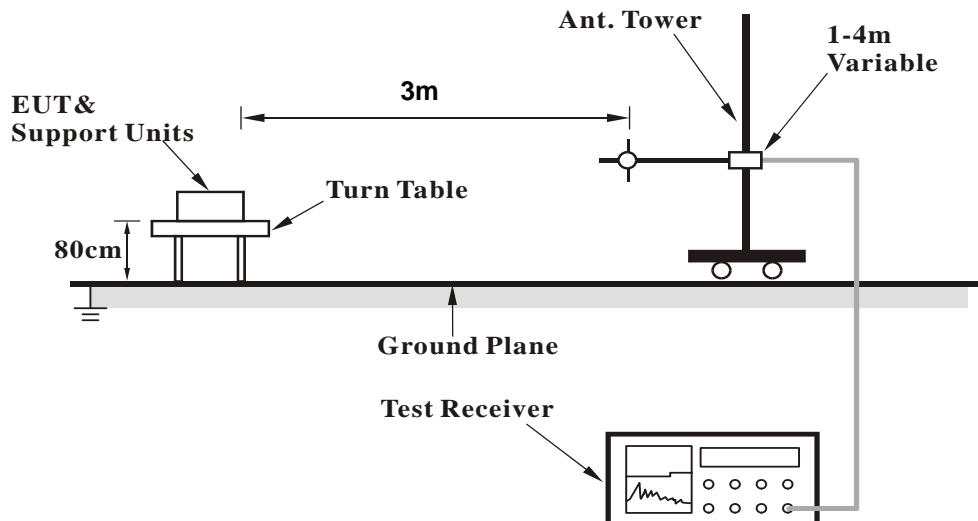 Ant. Tower
1-4m
Variable
3m
EUT&
Support Units
Turn Table
80cm
Ground Plane
Test Receiver